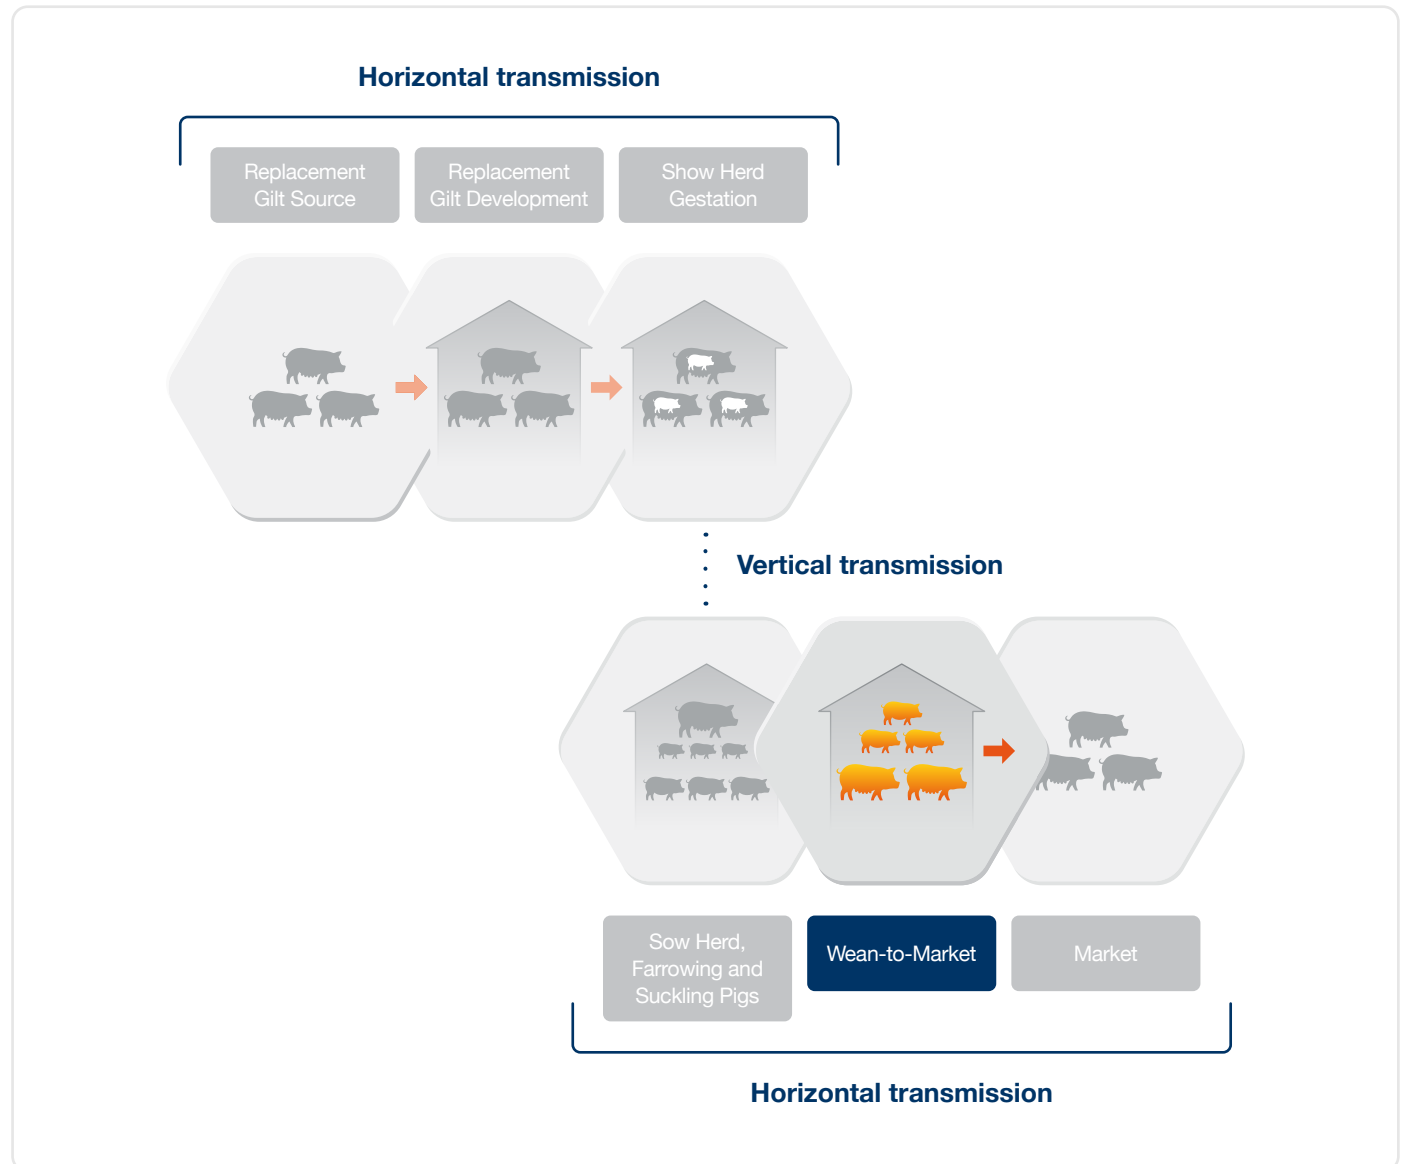 Horizontal transmission
Replacement
Gilt Source
Replacement
Gilt Development
Show Herd
Gestation
Vertical transmission
Sow Herd,
Farrowing and
Suckling Pigs
Wean-to-Market
Market
Horizontal transmission